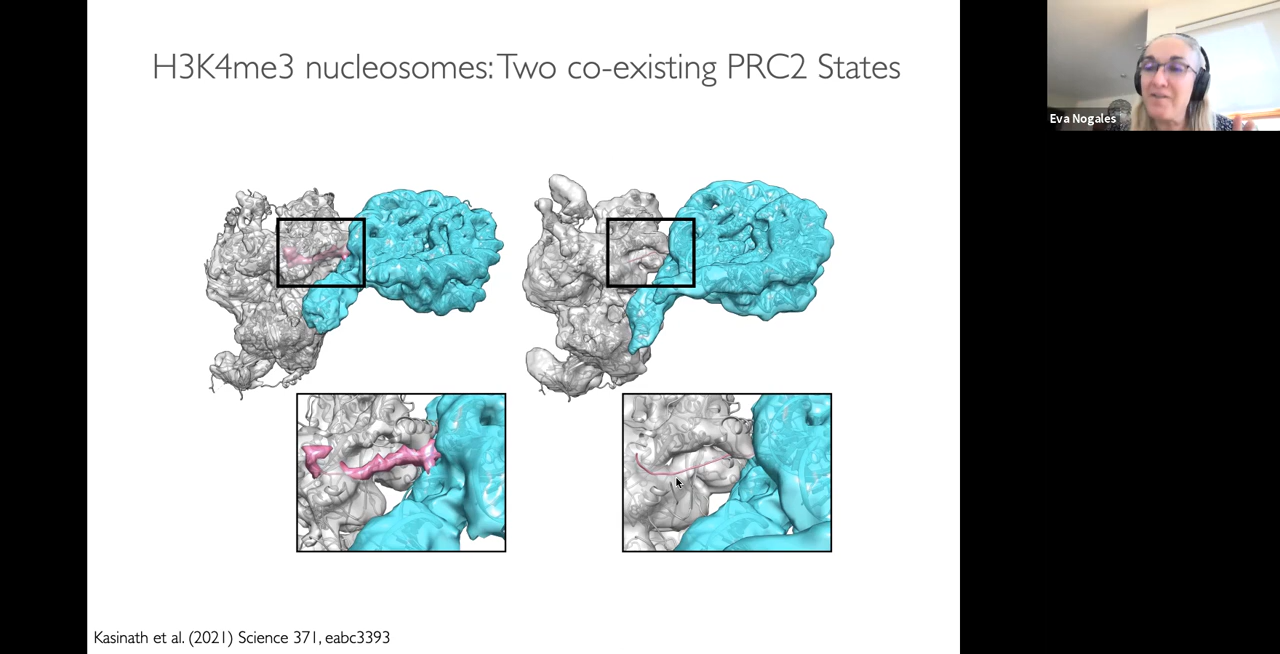 H3K4me3 nucleosomes: Two co-existing PRC2 States
Eva Nogales
Kasinath et al. (2021) Science 371, eabc3393